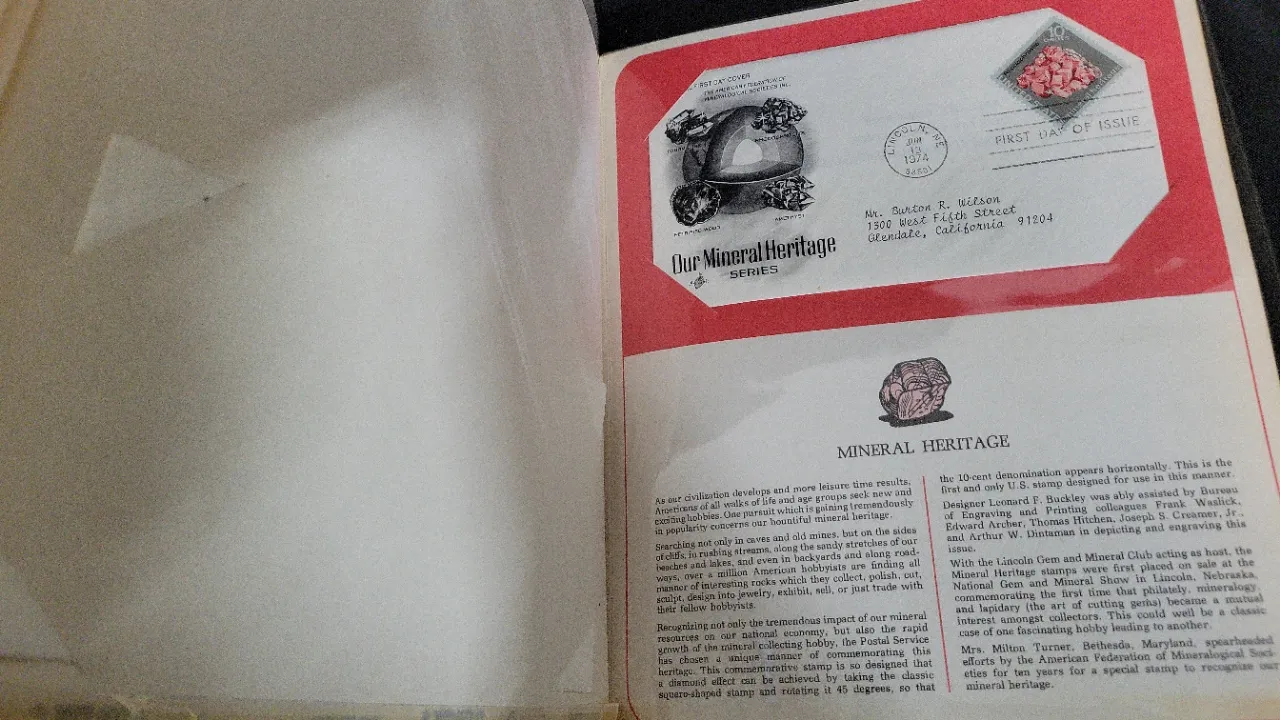 FIRST DAY COVER
THE AMERICAN FEDERATION OF
MINERALOGICAL SOCIETIES INC.
RHODOCHROSITE
AMETHYST
PETRIFIED WOOD
Our Mineral Heritage
SERIES
LINCOLN, NE
JUN
13
1974
FIRST DAY OF ISSUE
10
Mr. Burton R. Wilson
1300 West Fifth Street
Glendale, California 91204
MINERAL HERITAGE
As our civilization develops and more leisure time results,
Americans of all walks of life and age groups seek new and
exciting hobbies. One pursuit which is gaining tremendously
in popularity concerns our bountiful mineral heritage.
Searching not only in caves and old mines, but on the sides
of cliffs, in rushing streams, along the sandy stretches of our
beaches and lakes, and even in backyards and along road-
ways, over a million American hobbyists are finding all
manner of interesting rocks which they collect, polish, cut,
sculpt, design into jewelry, exhibit, sell, or just trade with
their fellow hobbyists.
Recognizing not only the tremendous impact of our mineral
resources on our national economy, but also the rapid
growth of the mineral collecting hobby, the Postal Service
has chosen a unique manner of commemorating this
heritage. This commemorative stamp is so designed that
a diamond effect can be achieved by taking the classic
square-shaped stamp and rotating it 45 degrees, so that
the 10-cent denomination appears horizontally. This is the
first and only U.S. stamp designed for use in this manner.
Designer Leonard F. Buckley was ably assisted by Bureau
of Engraving and Printing colleagues Frank Waslick,
Edward Archer, Thomas Hitchen, Joseph S. Creamer, Jr.,
and Arthur W. Dintaman in depicting and engraving this
issue.
With the Lincoln Gem and Mineral Club acting as host, the
Mineral Heritage stamps were first placed on sale at the
National Gem and Mineral Show in Lincoln, Nebraska,
commemorating the first time that philately, mineralogy,
and lapidary (the art of cutting gems) became a mutual
interest amongst collectors. This could well be a classic
case of one fascinating hobby leading to another.
Mrs. Milton Turner, Bethesda, Maryland, spearheaded
efforts by the American Federation of Mineralogical Soci-
eties for ten years for a special stamp to recognize our
mineral heritage.